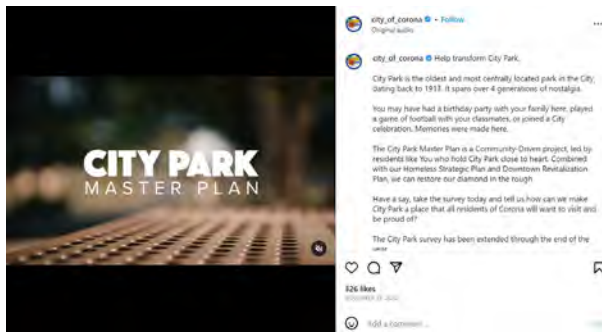 CITY PARK
MASTER PLAN
city_of_corona • Follow
Original audio
city_of_corona Help transform City Park.
City Park is the oldest and most centrally located park in the City,
dating back to 1913. It spans over 4 generations of nostalgia.
You may have had a birthday party with your family here, played
a game of football with your classmates, or joined a City
celebration. Memories were made here.
The City Park Master Plan is a Community-Driven project, led by
residents like You who hold City Park close to heart. Combined
with our Homeless Strategic Plan and Downtown Revitalization
Plan, we can restore our diamond in the rough.
Have a say, take the survey today and tell us how can we make
City Park a place that all residents of Corona will want to visit and
be proud of?
The City Park survey has been extended through the end of the
year.
326 likes
Add a comment...